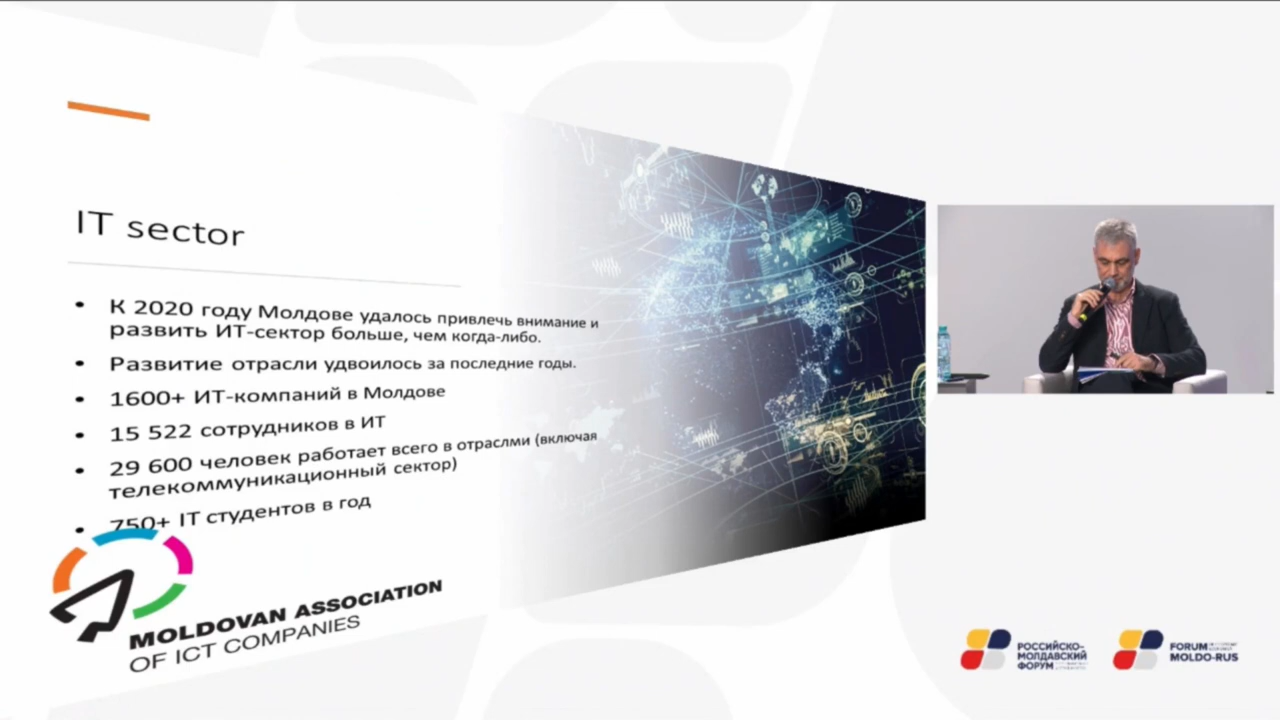 IT sector
• К 2020 году Молдове удалось привлечь внимание и
развить ИТ-сектор больше, чем когда-либо.
• Развитие отрасли удвоилось за последние годы.
• 1600+ ИТ-компаний в Молдове
• 15 522 сотрудников в ИТ
• 29 600 человек работает всего в отраслми (включая
телекоммуникационный сектор)
• 750+ IT студентов в год
MOLDOVAN ASSOCIATION
OF ICT COMPANIES
РОССИЙСКО-
МОЛДАВСКИЙ
ФОРУМ
FORUM
MOLDO-RUS